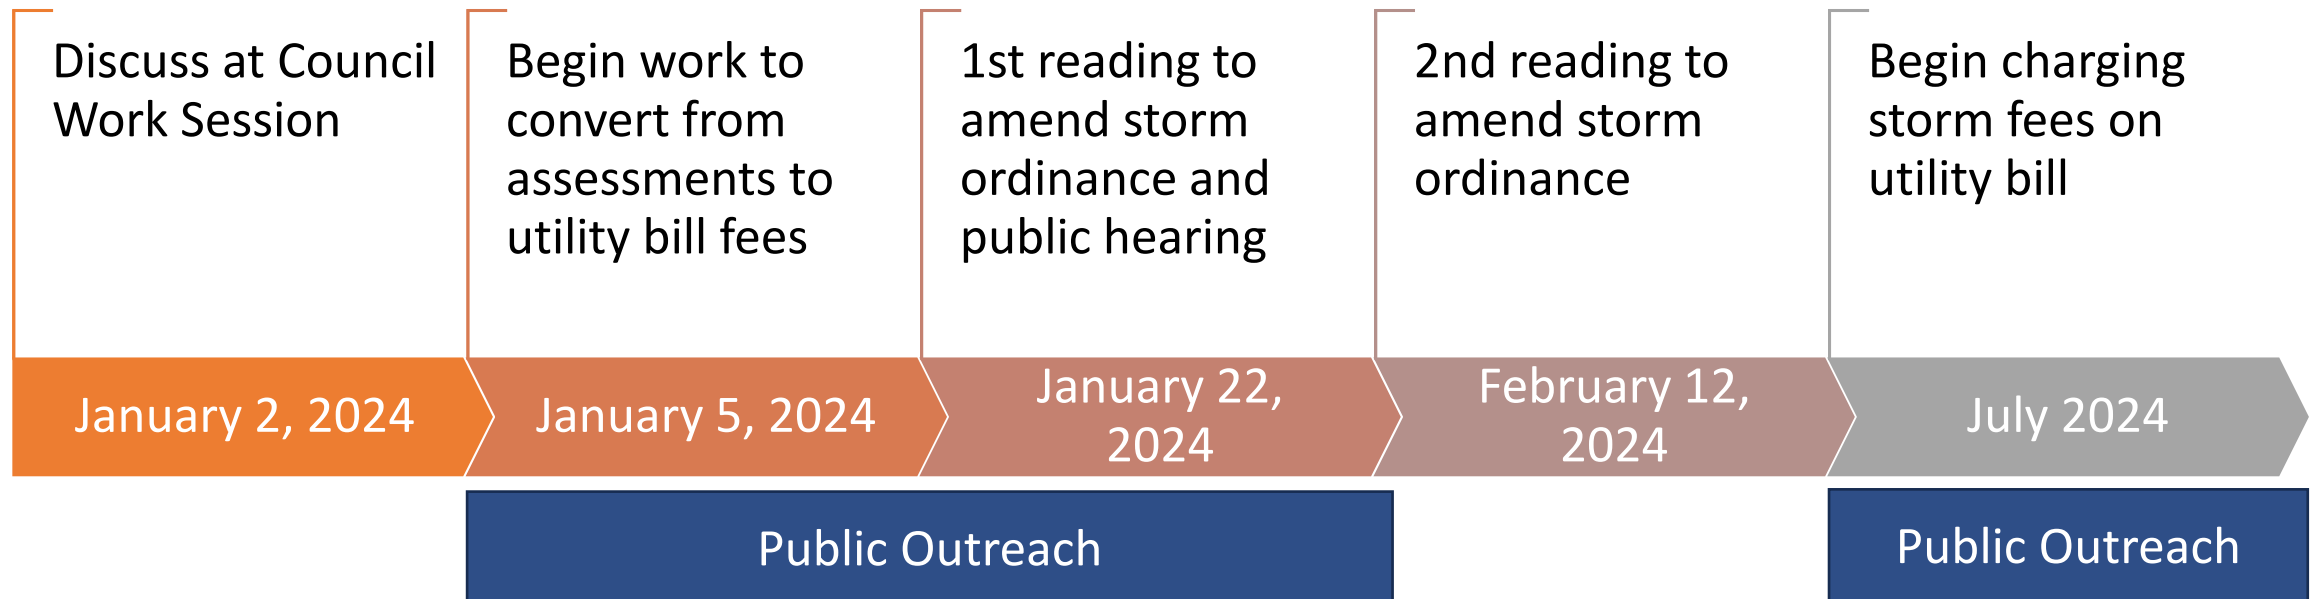 Discuss at Council
Work Session
Begin work to
convert from
assessments to
utility bill fees
1st reading to
amend storm
ordinance and
public hearing
2nd reading to
amend storm
ordinance
Begin charging
storm fees on
utility bill
January 2, 2024
January 5, 2024
January 22,
2024
February 12,
2024
July 2024
Public Outreach
Public Outreach